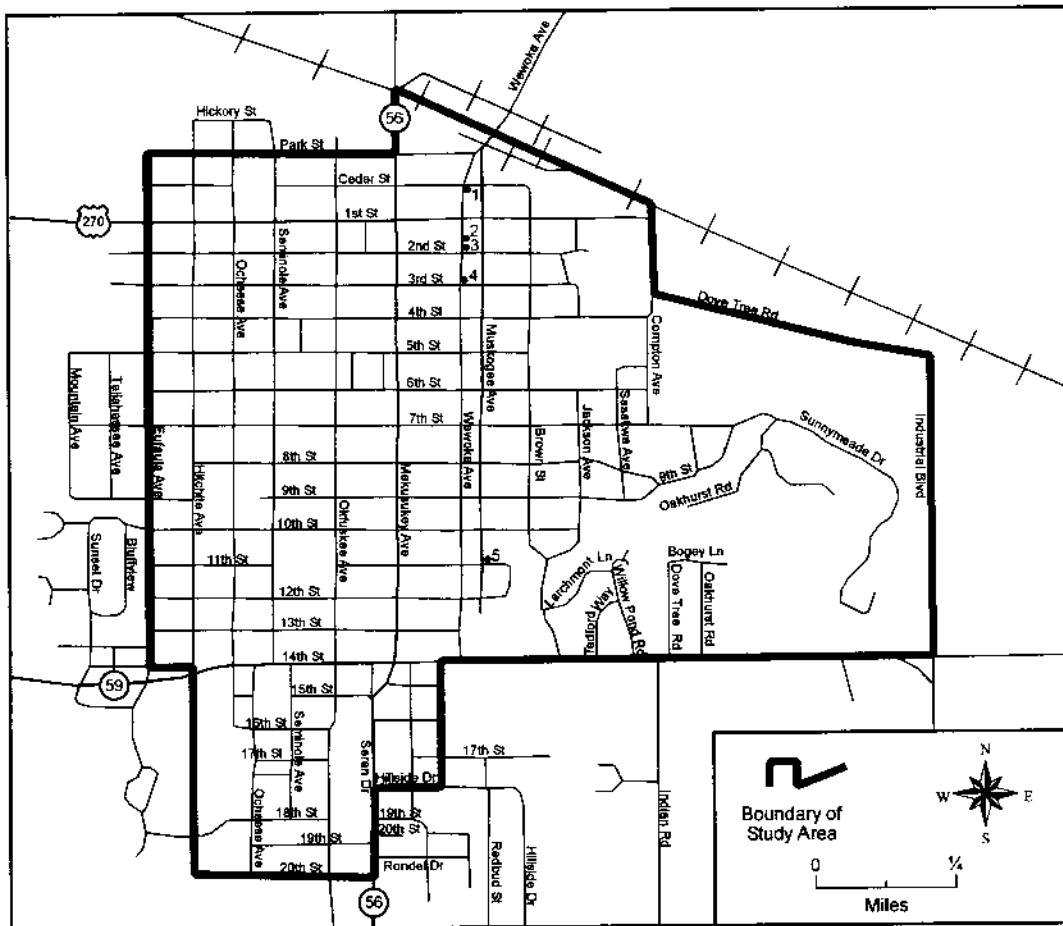 Wewoka Ave
Hickory St
56
Park St
Ceder St
1
1st St
270
2
2nd St
3
Seminole Ave
Ocheese Ave
3rd St
4
Dove Tree Rd
4th St
Muskogee Ave
Compton Ave
5th St
Mountain Ave
Tallahassee Ave
6th St
Sasatwa Ave
Jackson Ave
7th St
Sunnymeade Dr
Industrial Blvd
Eufaula Ave
Wewoka Ave
Brown St
8th St
Hitchite Ave
Mekusukey Ave
9th St
9th St
Oakhurst Rd
Okfuskee Ave
10th St
Sunset Dr
Bluffview
11th St
5
Bogey Ln
Larchmont Ln
Willow Pond Rd
Dove Tree Rd
Oakhurst Rd
12th St
Tedford Way
13th St
14th St
59
15th St
16th St
Seminole Ave
17th St
Seran Dr
17th St
Hillside Dr
Ocheese Ave
18th St
19th St
20th St
19th St
Rondel Dr
20th St
Redbud St
Hillside Dr
Indian Rd
56
N
W E
S
Boundary of
Study Area
0 ¼
Miles